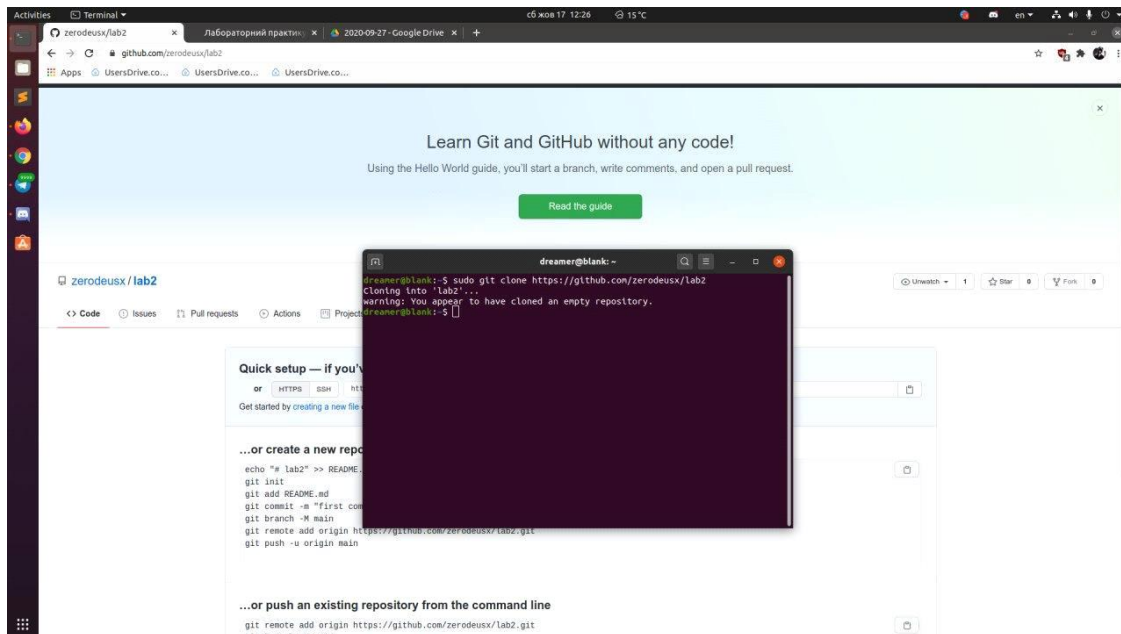 Activities Terminal сб жов 17 12:26 15°C en
zerodeusx/lab2 Лабораторний практик 2020-09-27 - Google Drive
github.com/zerodeusx/lab2
Apps UsersDrive.co... UsersDrive.co... UsersDrive.co...
Learn Git and GitHub without any code!
Using the Hello World guide, you'll start a branch, write comments, and open a pull request.
Read the guide
dreamer@blank: ~
dreamer@blank:~$ sudo git clone https://github.com/zerodeusx/lab2
Cloning into 'lab2'...
warning: You appear to have cloned an empty repository.
dreamer@blank:~$
zerodeusx / lab2
Unwatch 1 Star 0 Fork 0
Code Issues Pull requests Actions Projects
Quick setup — if you'v
or HTTPS SSH htt
Get started by creating a new file
...or create a new repo
echo "# lab2" >> README.
git init
git add README.md
git commit -m "first com
git branch -M main
git remote add origin https://github.com/zerodeusx/lab2.git
git push -u origin main
...or push an existing repository from the command line
git remote add origin https://github.com/zerodeusx/lab2.git